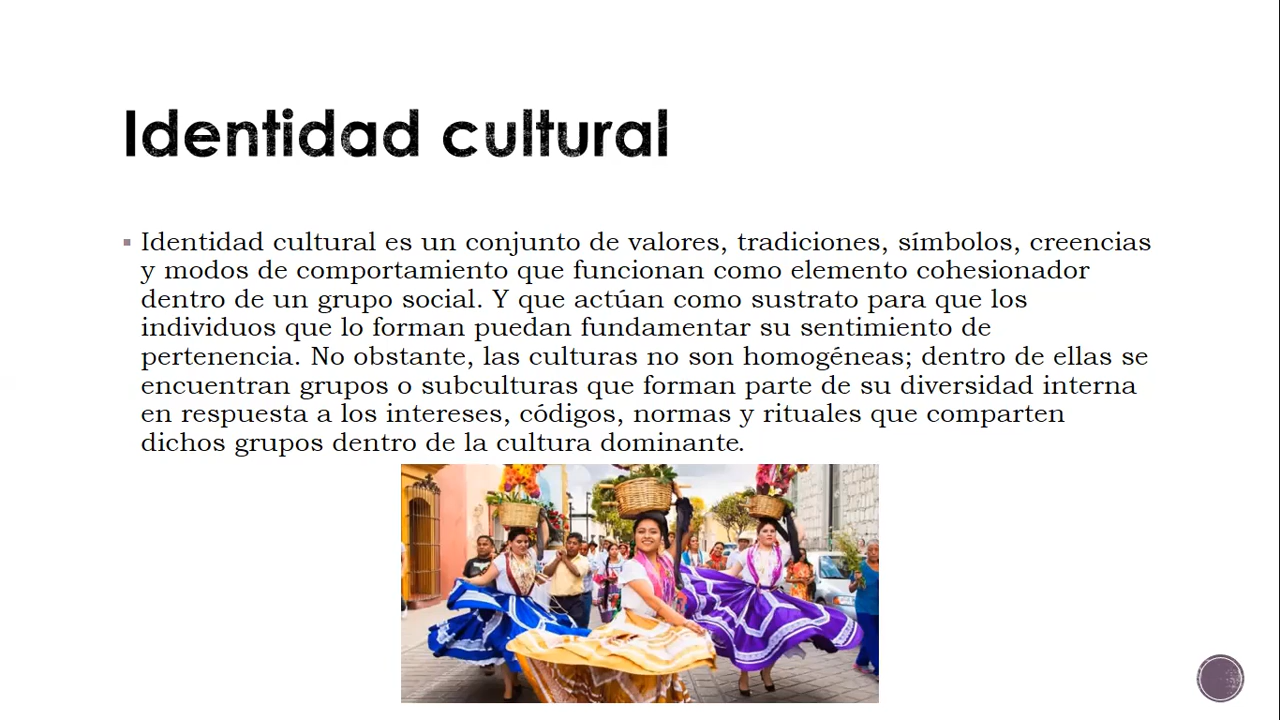 Identidad cultural
Identidad cultural es un conjunto de valores, tradiciones, símbolos, creencias
y modos de comportamiento que funcionan como elemento cohesionador
dentro de un grupo social. Y que actúan como sustrato para que los
individuos que lo forman puedan fundamentar su sentimiento de
pertenencia. No obstante, las culturas no son homogéneas; dentro de ellas se
encuentran grupos o subculturas que forman parte de su diversidad interna
en respuesta a los intereses, códigos, normas y rituales que comparten
dichos grupos dentro de la cultura dominante.